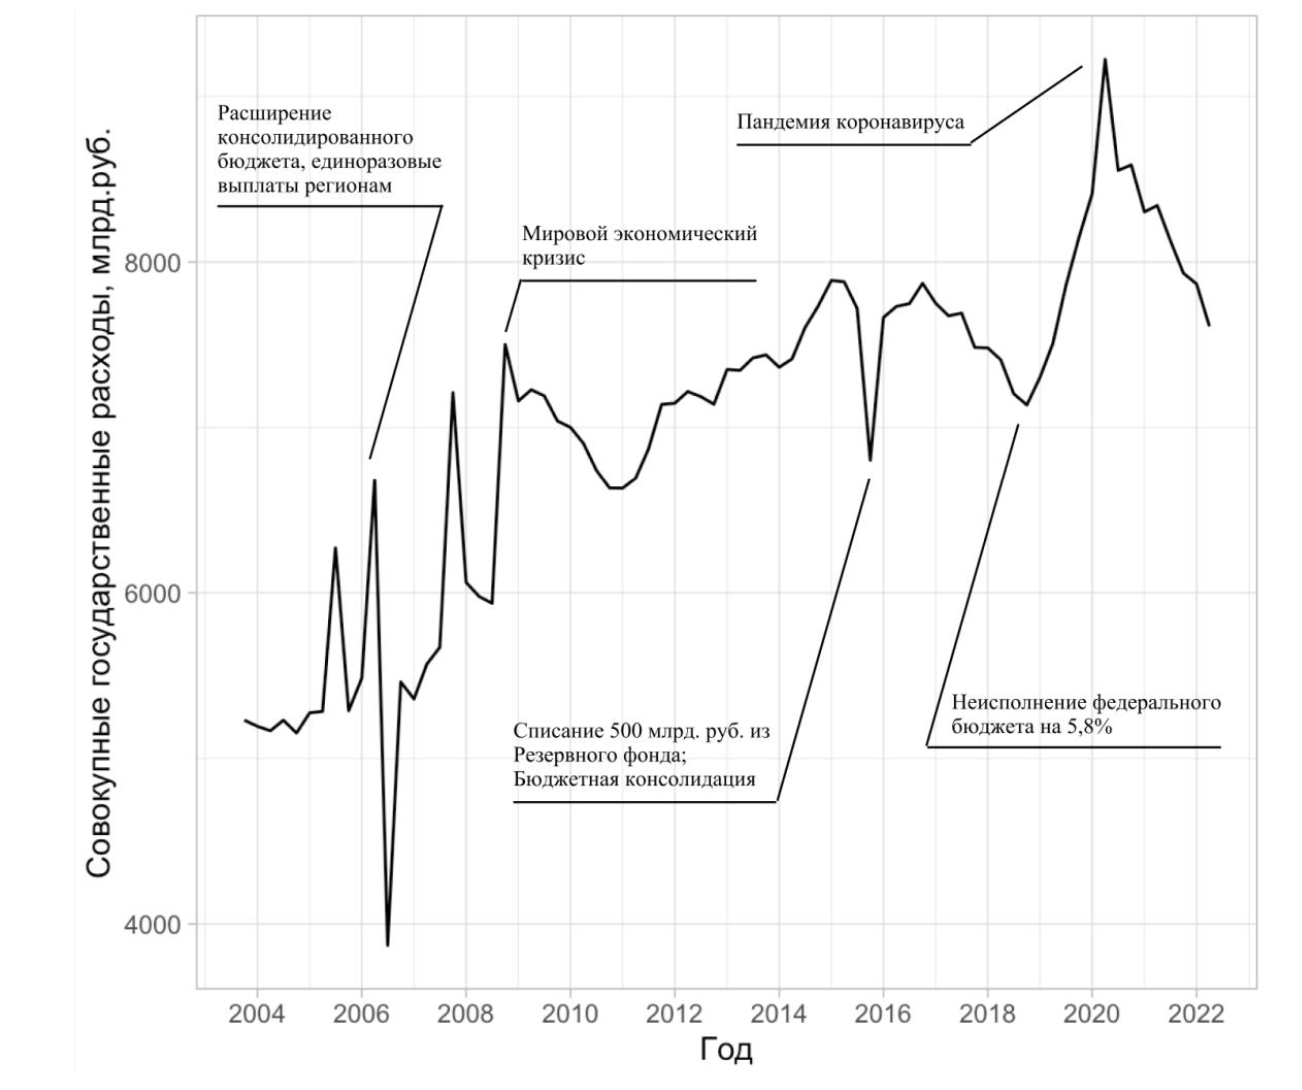 Расширение
консолидированного
бюджета, единоразовые
выплаты регионам
Пандемия коронавируса
Мировой экономический
кризис
Списание 500 млрд. руб. из
Резервного фонда;
Бюджетная консолидация
Неисполнение федерального
бюджета на 5,8%
Совокупные государственные расходы, млрд.руб.
8000
6000
4000
2004 2006 2008 2010 2012 2014 2016 2018 2020 2022
Год